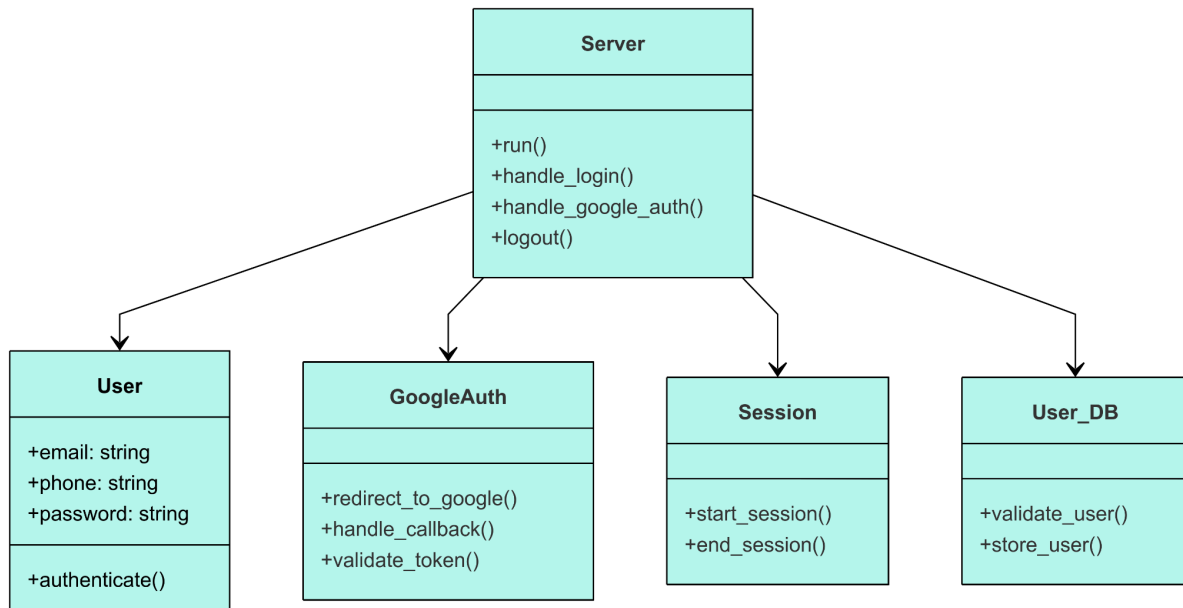 Server
+run()
+handle_login()
+handle_google_auth()
+logout()
User
+email: string
+phone: string
+password: string
+authenticate()
GoogleAuth
+redirect_to_google()
+handle_callback()
+validate_token()
Session
+start_session()
+end_session()
User_DB
+validate_user()
+store_user()